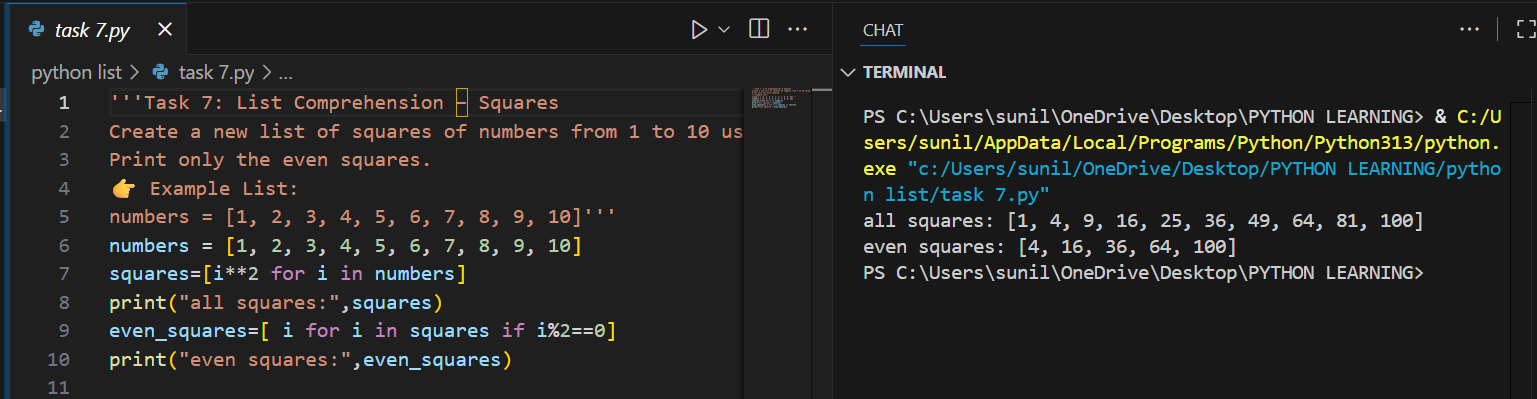 task 7.py
python list > task 7.py > ...
1 '''Task 7: List Comprehension – Squares
2 Create a new list of squares of numbers from 1 to 10 us
3 Print only the even squares.
4 👉 Example List:
5 numbers = [1, 2, 3, 4, 5, 6, 7, 8, 9, 10]'''
6 numbers = [1, 2, 3, 4, 5, 6, 7, 8, 9, 10]
7 squares=[i**2 for i in numbers]
8 print("all squares:",squares)
9 even_squares=[ i for i in squares if i%2==0]
10 print("even squares:",even_squares)
11
CHAT
TERMINAL
PS C:\Users\sunil\OneDrive\Desktop\PYTHON LEARNING> & C:/U
sers/sunil/AppData/Local/Programs/Python/Python313/python.
exe "c:/Users/sunil/OneDrive/Desktop/PYTHON LEARNING/pytho
n list/task 7.py"
all squares: [1, 4, 9, 16, 25, 36, 49, 64, 81, 100]
even squares: [4, 16, 36, 64, 100]
PS C:\Users\sunil\OneDrive\Desktop\PYTHON LEARNING>